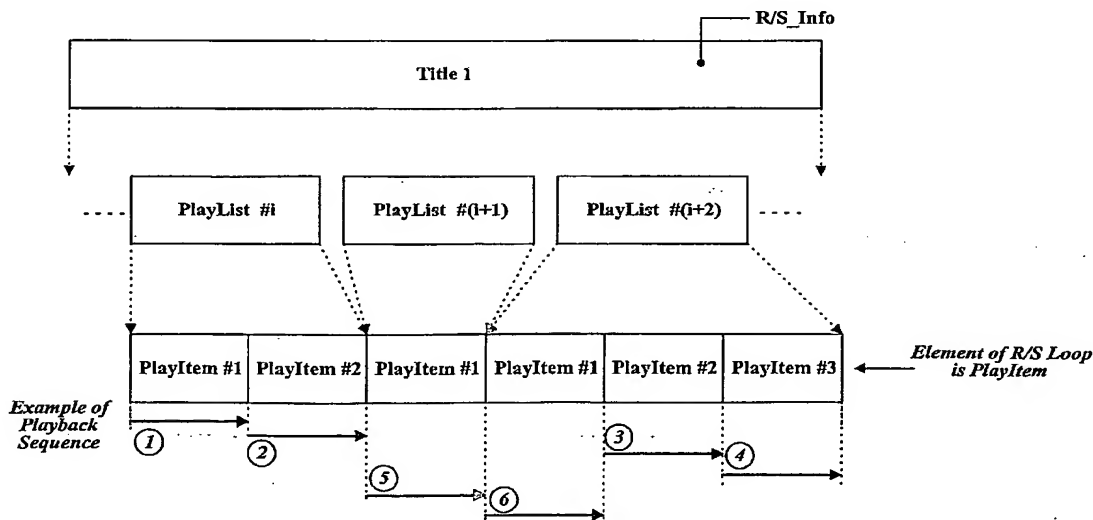 R/S_Info
Title 1
PlayList #i
PlayList #(i+1)
PlayList #(i+2)
PlayItem #1
PlayItem #2
PlayItem #1
PlayItem #1
PlayItem #2
PlayItem #3
Element of R/S Loop
is PlayItem
Example of
Playback
Sequence
1
2
3
4
5
6